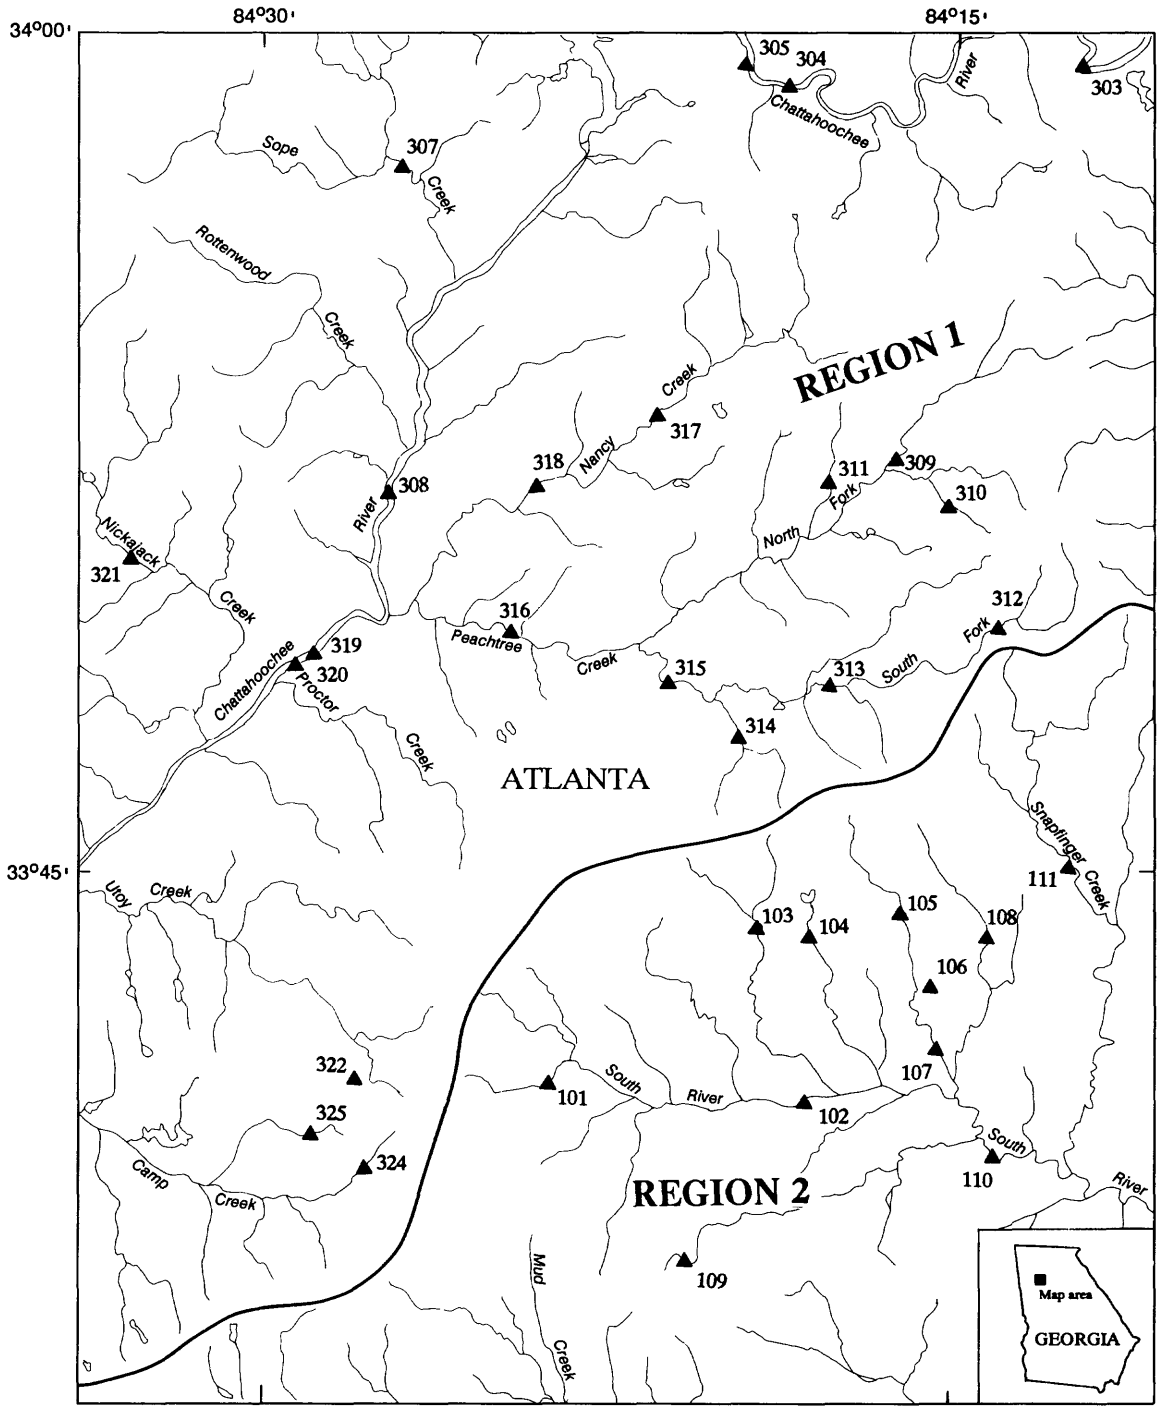 84°30'
84°15'
34°00'
305
304
303
River
Chattahoochee
Sope
307
Creek
Rottenwood
Creek
REGION 1
Creek
317
Nancy
318
311
309
Fork
310
308
River
North
Nickajack
321
Creek
316
Peachtree
Creek
312
Fork
319
320
Chattahoochee
Proctor
315
313
South
314
Creek
ATLANTA
Snapfinger
111
Creek
33°45'
Utoy
Creek
103
104
105
108
106
107
322
101
South
River
102
325
324
Camp
Creek
South
110
River
REGION 2
109
Mud
Creek
Map area
GEORGIA